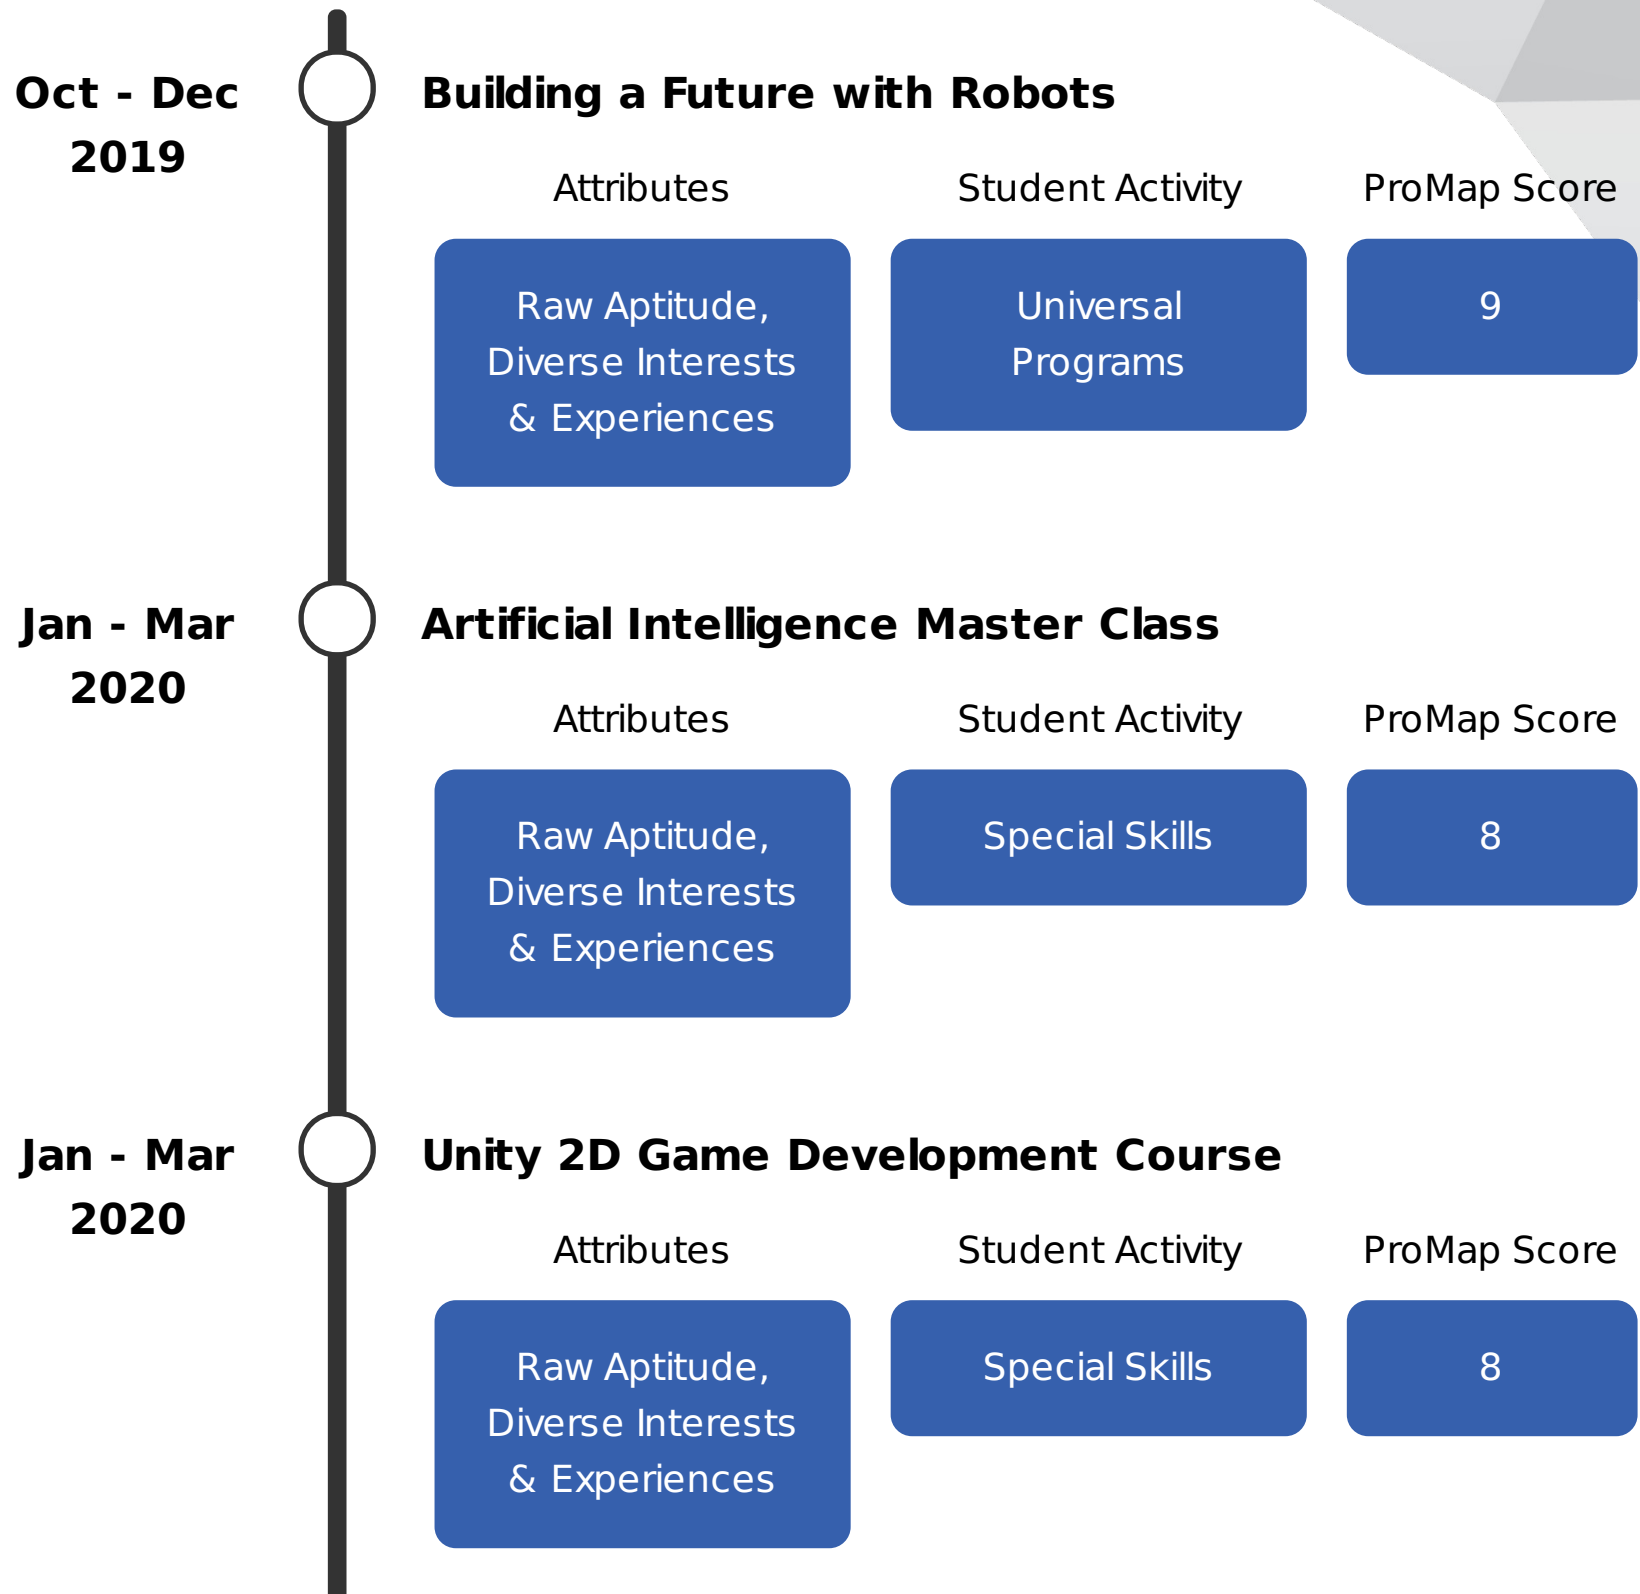 Oct - Dec
2019
Building a Future with Robots
Attributes
Student Activity
ProMap Score
Raw Aptitude,
Diverse Interests
& Experiences
Universal
Programs
9
Jan - Mar
2020
Artificial Intelligence Master Class
Attributes
Student Activity
ProMap Score
Raw Aptitude,
Diverse Interests
& Experiences
Special Skills
8
Jan - Mar
2020
Unity 2D Game Development Course
Attributes
Student Activity
ProMap Score
Raw Aptitude,
Diverse Interests
& Experiences
Special Skills
8